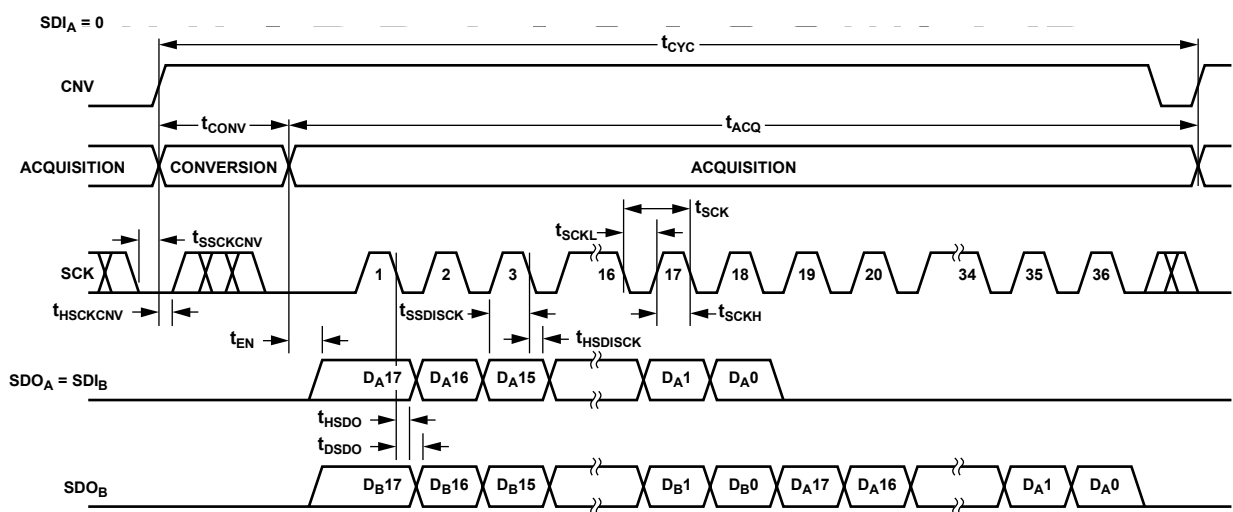 SDIA = 0
tCYC
CNV
tCONV
tACQ
ACQUISITION
CONVERSION
ACQUISITION
tSCK
tSCKL
tSSCKCNV
SCK
1
2
3
16
17
18
19
20
34
35
36
tHSCKCNV
tSSDISCK
tSCKH
tEN
tHSDISCK
SDOA = SDIB
DA17
DA16
DA15
DA1
DA0
tHSDO
tDSDO
SDOB
DB17
DB16
DB15
DB1
DB0
DA17
DA16
DA1
DA0